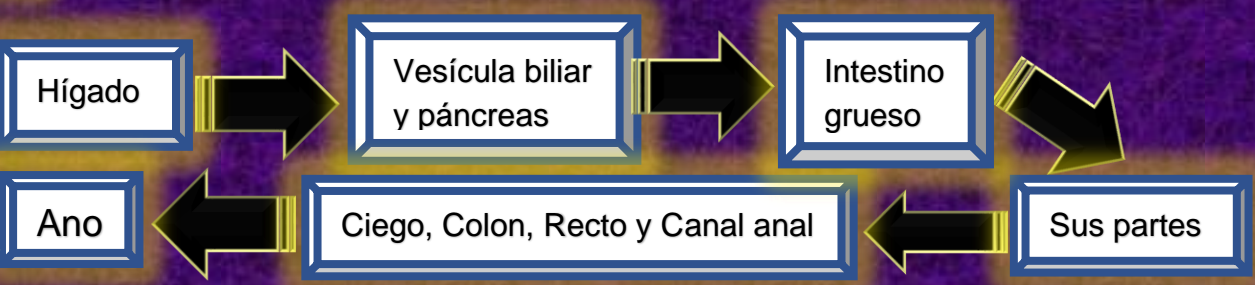 Hígado
Vesícula biliar
y páncreas
Intestino
grueso
Sus partes
Ciego, Colon, Recto y Canal anal
Ano